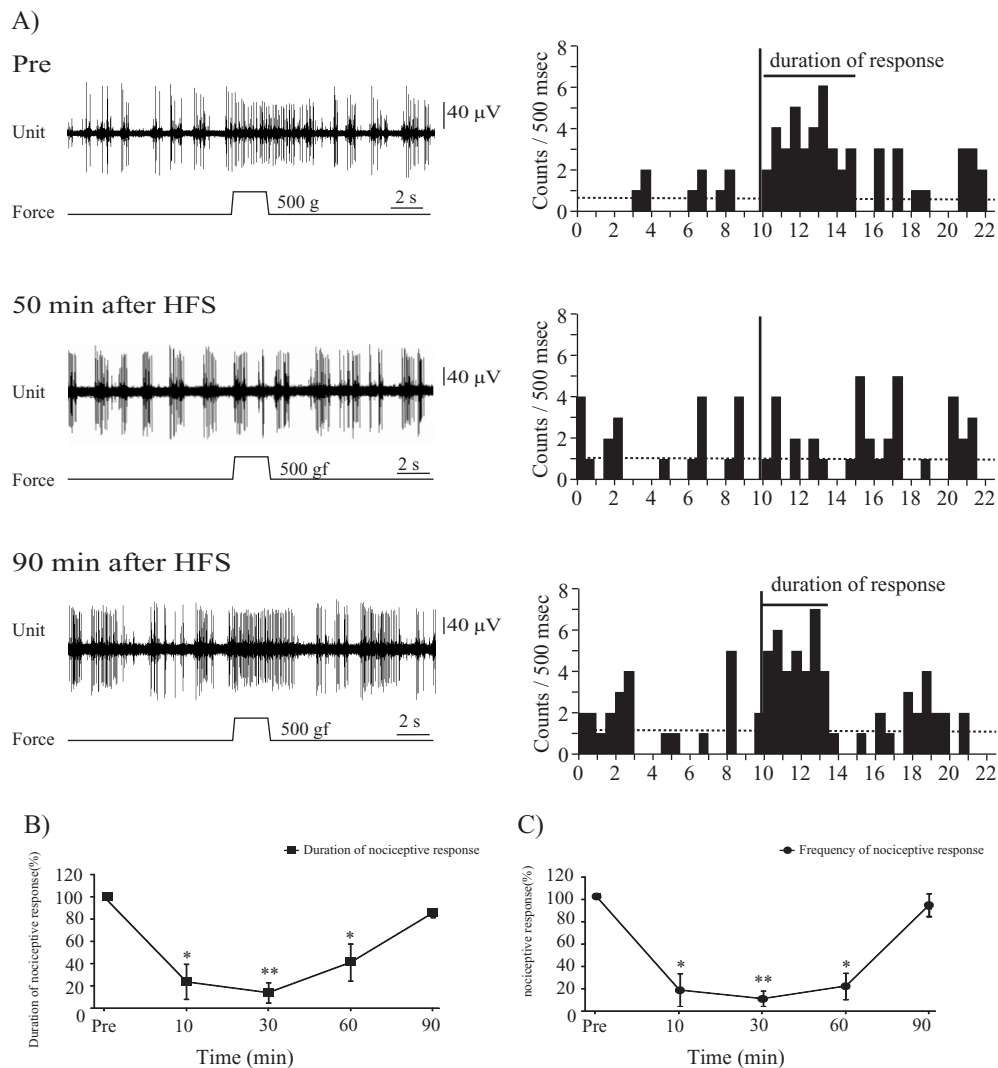 A)
Pre
Unit
40 µV
Force
500 g
2 s
Counts / 500 msec
8
6
4
2
0
duration of response
0 2 4 6 8 10 12 14 16 18 20 22
50 min after HFS
Unit
40 µV
Force
500 gf
2 s
Counts / 500 msec
8
6
4
2
0
0 2 4 6 8 10 12 14 16 18 20 22
90 min after HFS
Unit
40 µV
Force
500 gf
2 s
Counts / 500 msec
8
6
4
2
0
duration of response
0 2 4 6 8 10 12 14 16 18 20 22
B)
Duration of nociceptive response
Duration of nociceptive response(%)
120
100
80
60
40
20
0
* ** *
Pre 10 30 60 90
Time (min)
C)
Frequency of nociceptive response
nociceptive response(%)
120
100
80
60
40
20
0
* ** *
Pre 10 30 60 90
Time (min)